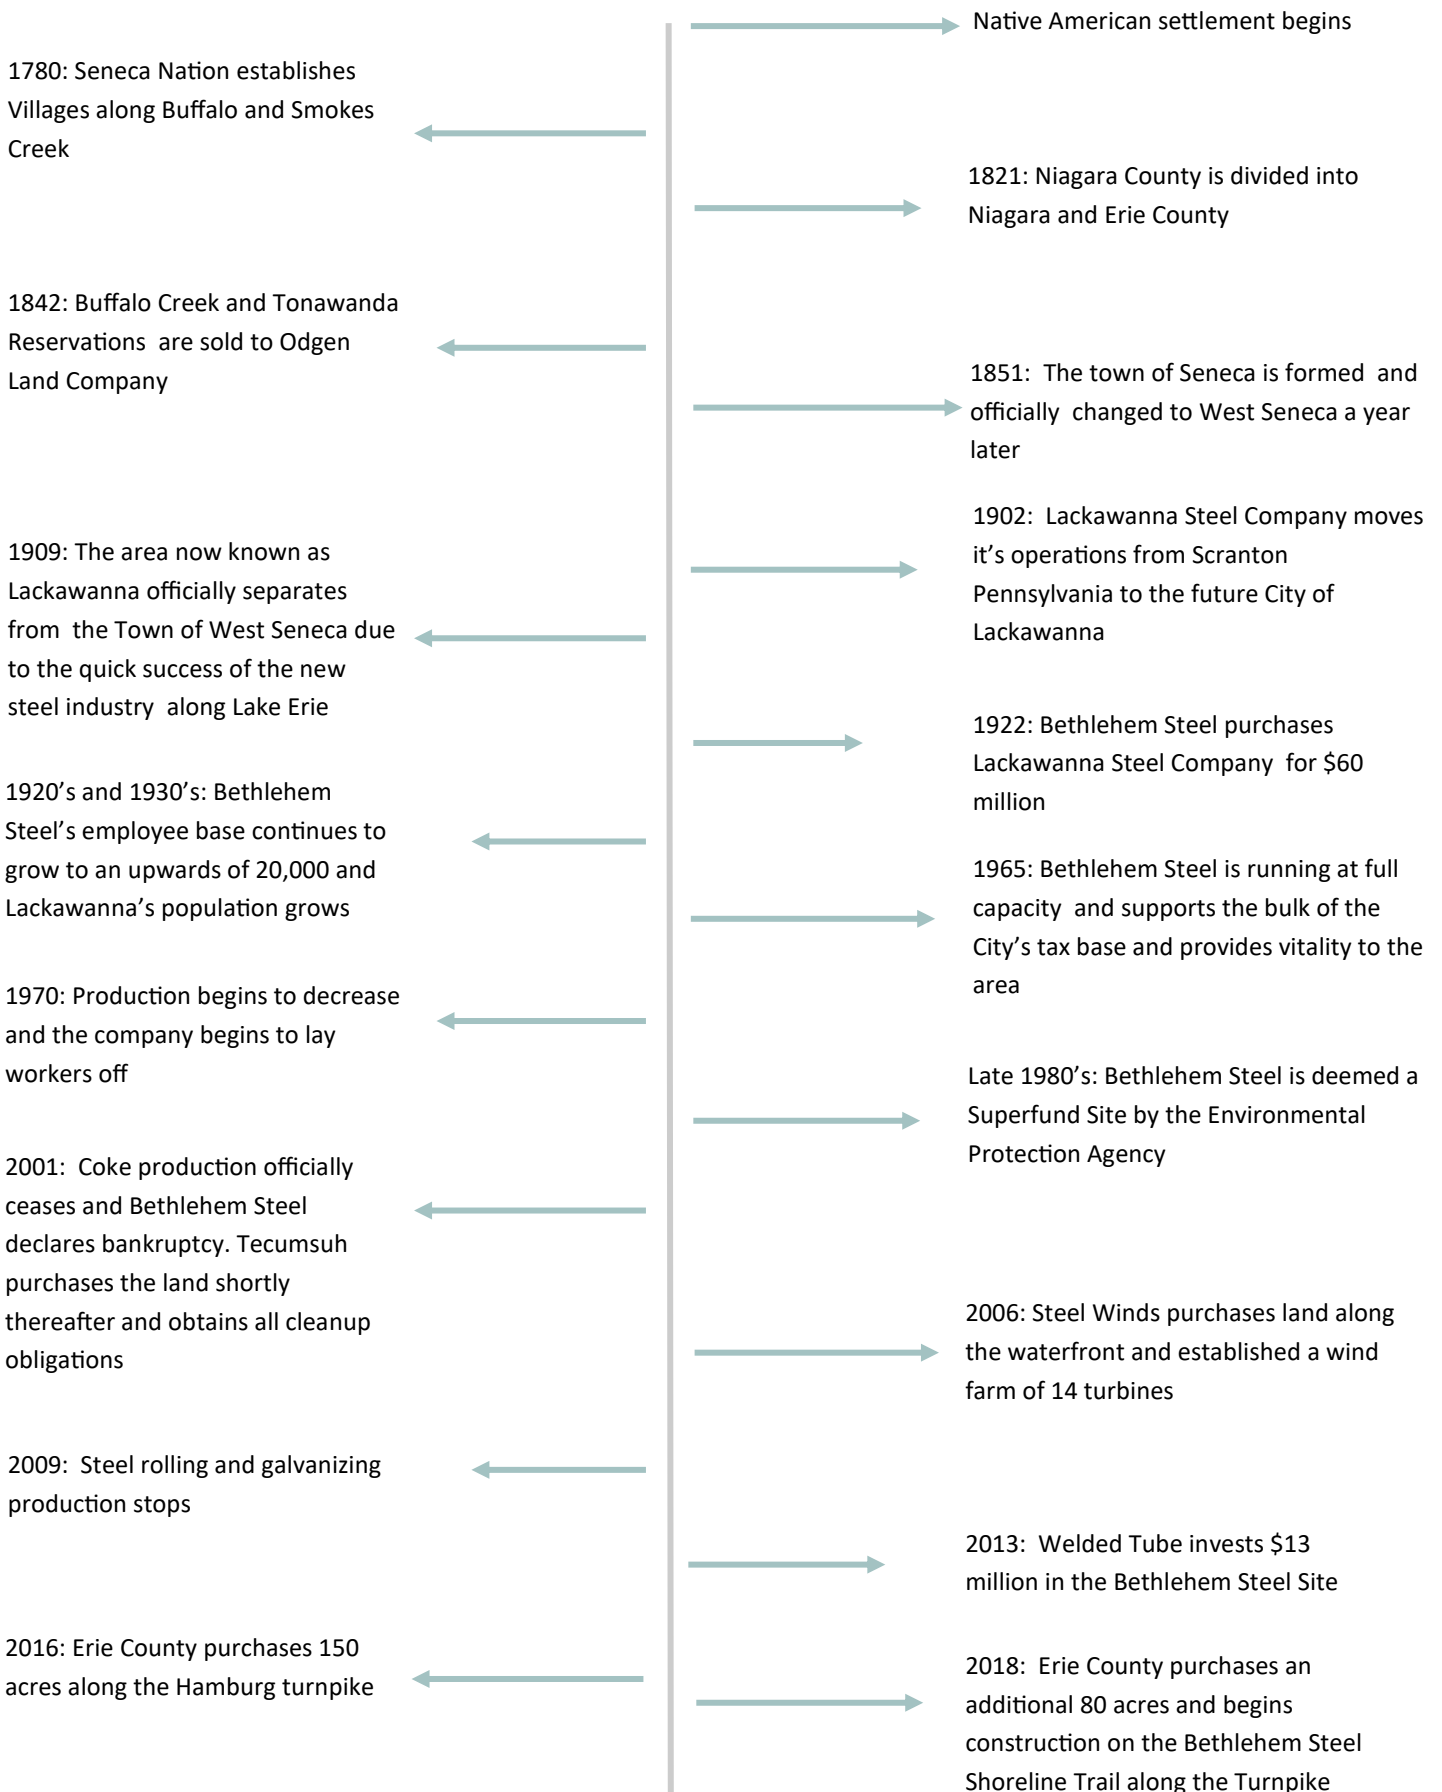 Native American settlement begins
1780: Seneca Nation establishes
Villages along Buffalo and Smokes
Creek
1821: Niagara County is divided into
Niagara and Erie County
1842: Buffalo Creek and Tonawanda
Reservations  are sold to Odgen
Land Company
1851:  The town of Seneca is formed  and
officially  changed to West Seneca a year
later
1902:  Lackawanna Steel Company moves
it’s operations from Scranton
Pennsylvania to the future City of
Lackawanna
1909: The area now known as
Lackawanna officially separates
from  the Town of West Seneca due
to the quick success of the new
steel industry  along Lake Erie
1922: Bethlehem Steel purchases
Lackawanna Steel Company  for $60
million
1920’s and 1930’s: Bethlehem
Steel’s employee base continues to
grow to an upwards of 20,000 and
Lackawanna’s population grows
1965: Bethlehem Steel is running at full
capacity  and supports the bulk of the
City’s tax base and provides vitality to the
area
1970: Production begins to decrease
and the company begins to lay
workers off
Late 1980’s: Bethlehem Steel is deemed a
Superfund Site by the Environmental
Protection Agency
2001:  Coke production officially
ceases and Bethlehem Steel
declares bankruptcy. Tecumsuh
purchases the land shortly
thereafter and obtains all cleanup
obligations
2006: Steel Winds purchases land along
the waterfront and established a wind
farm of 14 turbines
2009:  Steel rolling and galvanizing
production stops
2013:  Welded Tube invests $13
million in the Bethlehem Steel Site
2016: Erie County purchases 150
acres along the Hamburg turnpike
2018:  Erie County purchases an
additional 80 acres and begins
construction on the Bethlehem Steel
Shoreline Trail along the Turnpike